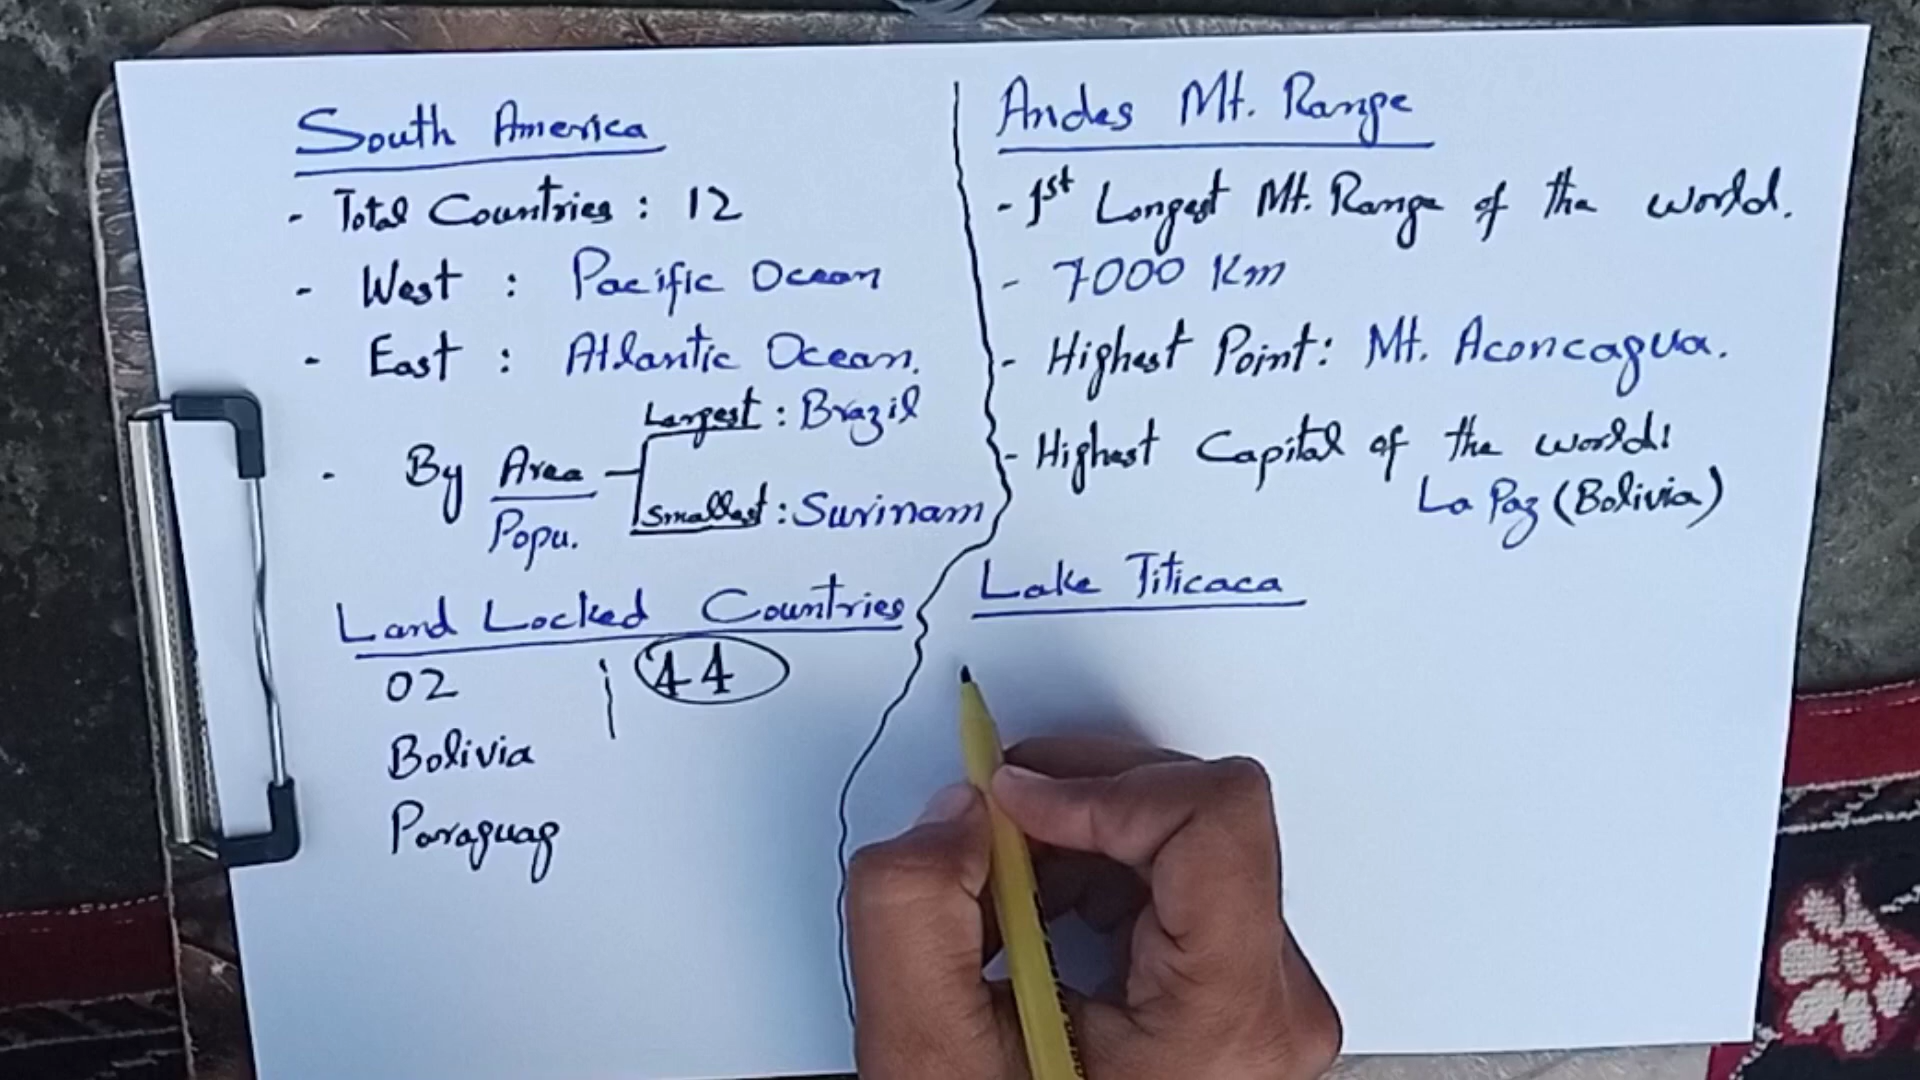 South America
- Total Countries : 12
- West : Pacific Ocean
- East : Atlantic Ocean.
- By Area
Popu.
Largest : Brazil
Smallest : Surinam
Land Locked Countries
02
44
Bolivia
Paraguay
Andes Mt. Range
- 1st Longest Mt. Range of the world.
- 7000 Km
- Highest Point: Mt. Aconcagua.
- Highest Capital of the world:
La Paz (Bolivia)
Lake Titicaca